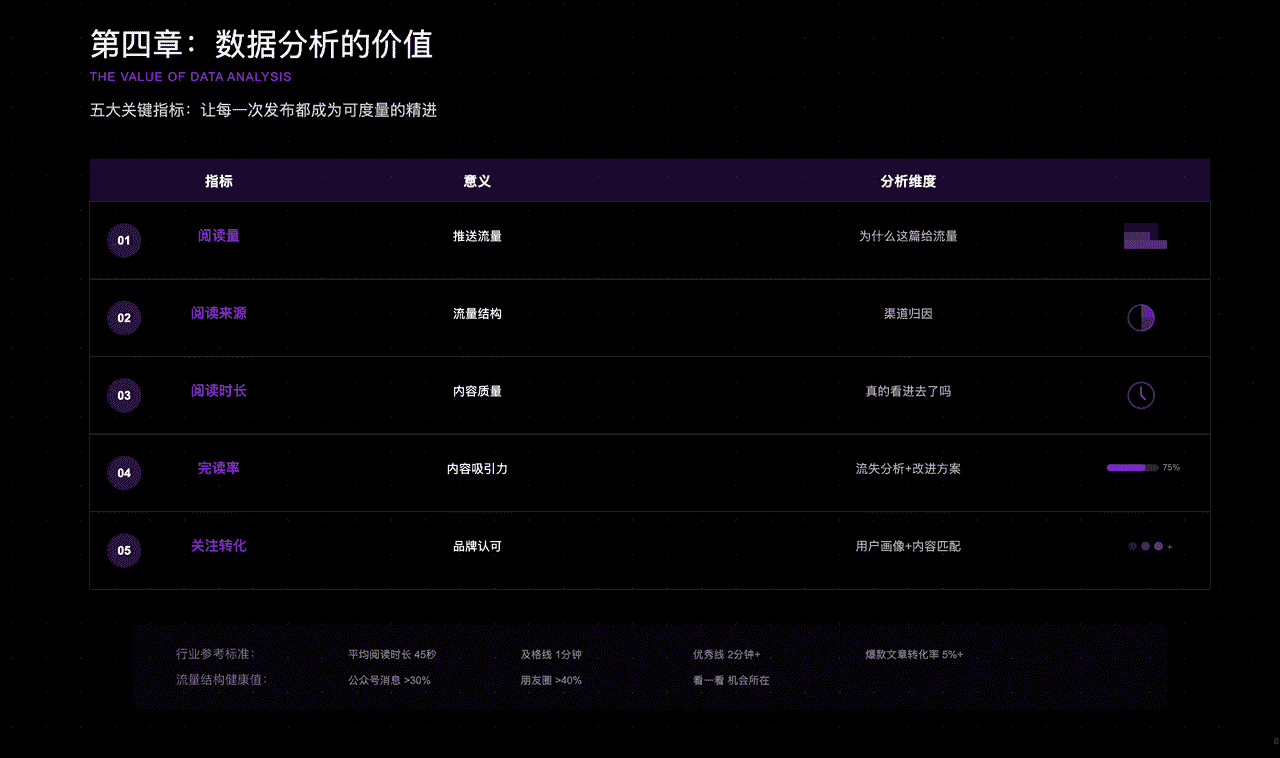 第四章：数据分析的价值
THE VALUE OF DATA ANALYSIS
五大关键指标：让每一次发布都成为可度量的精进
指标 意义 分析维度
01 阅读量 推送流量 为什么这篇给流量
02 阅读来源 流量结构 渠道归因
03 阅读时长 内容质量 真的看进去了吗
04 完读率 内容吸引力 流失分析+改进方案 75%
05 关注转化 品牌认可 用户画像+内容匹配 +
行业参考标准： 平均阅读时长 45秒 及格线 1分钟 优秀线 2分钟+ 爆款文章转化率 5%+
流量结构健康值： 公众号消息 >30% 朋友圈 >40% 看一看 机会所在